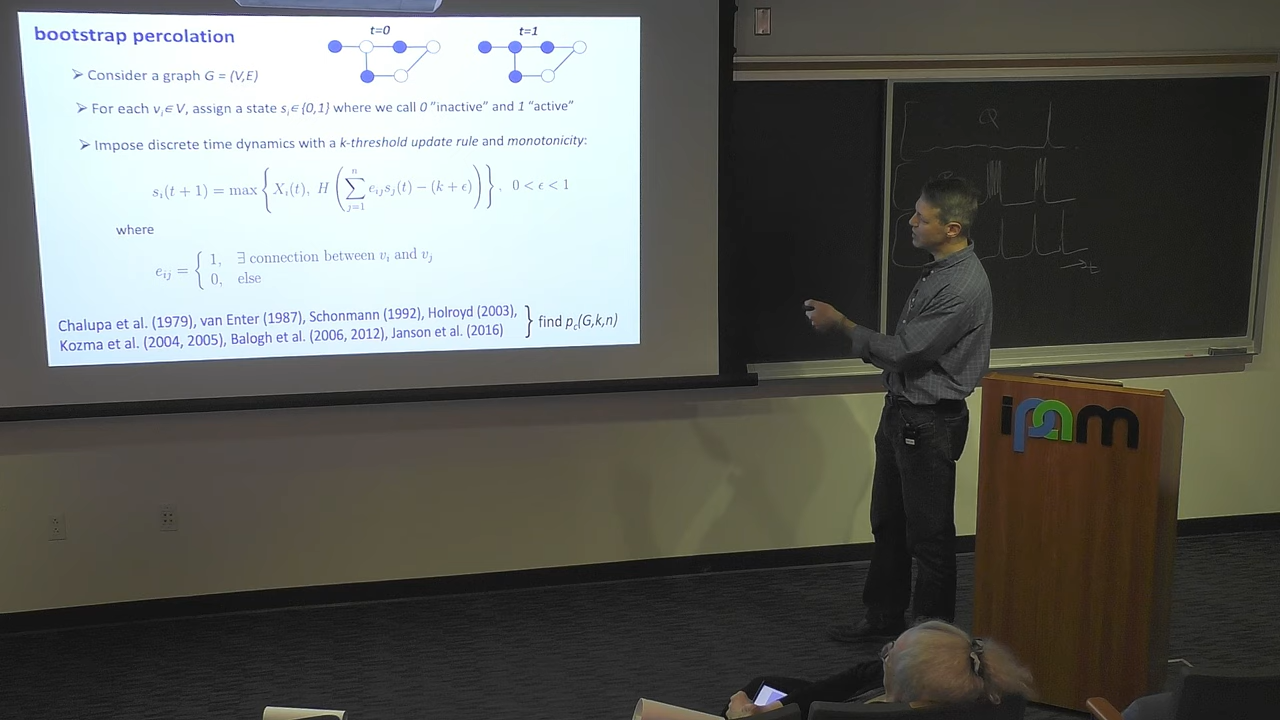 bootstrap percolation
t=0
t=1
➢ Consider a graph G = (V,E)
➢ For each vᵢ∈ V, assign a state sᵢ∈ {0,1} where we call 0 "inactive" and 1 "active"
➢ Impose discrete time dynamics with a k-threshold update rule and monotonicity:
sᵢ(t + 1) = max { Xᵢ(t), H ( ∑ⁿⱼ₌₁ eᵢⱼsⱼ(t) − (k + ϵ) ) } , 0 < ϵ < 1
where
eᵢⱼ = { 1, ∃ connection between vᵢ and vⱼ
0, else
Chalupa et al. (1979), van Enter (1987), Schonmann (1992), Holroyd (2003),
Kozma et al. (2004, 2005), Balogh et al. (2006, 2012), Janson et al. (2016)
} find p_c(G,k,n)
Q
t
ipam